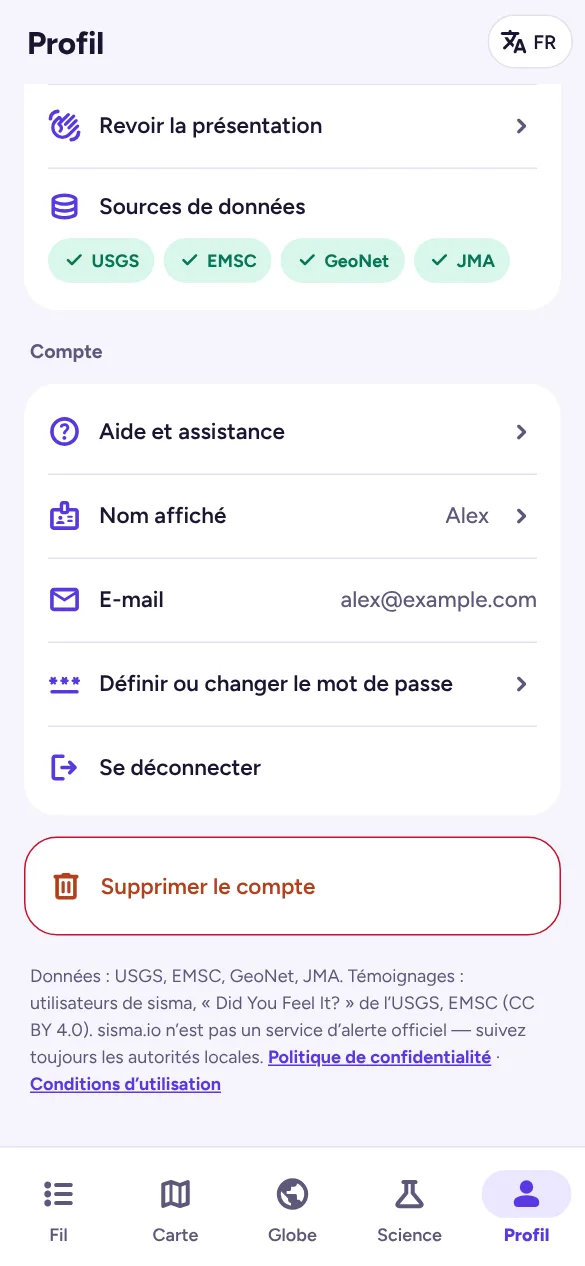 Profil
FR
Revoir la présentation
Sources de données
USGS
EMSC
GeoNet
JMA
Compte
Aide et assistance
Nom affiché
Alex
E-mail
alex@example.com
Définir ou changer le mot de passe
Se déconnecter
Supprimer le compte
Données : USGS, EMSC, GeoNet, JMA. Témoignages :
utilisateurs de sisma, « Did You Feel It? » de l’USGS, EMSC (CC
BY 4.0). sisma.io n’est pas un service d’alerte officiel — suivez
toujours les autorités locales. Politique de confidentialité ·
Conditions d’utilisation
Fil
Carte
Globe
Science
Profil